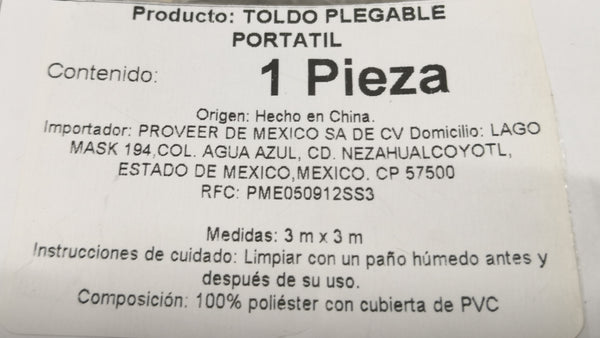 Producto: TOLDO PLEGABLE
PORTATIL
Contenido: 1 Pieza
Origen: Hecho en China.
Importador: PROVEER DE MEXICO SA DE CV Domicilio: LAGO
MASK 194,COL. AGUA AZUL, CD. NEZAHUALCOYOTL,
ESTADO DE MEXICO,MEXICO. CP 57500
RFC: PME050912SS3
Medidas: 3 m x 3 m
Instrucciones de cuidado: Limpiar con un paño húmedo antes y
después de su uso.
Composición: 100% poliéster con cubierta de PVC